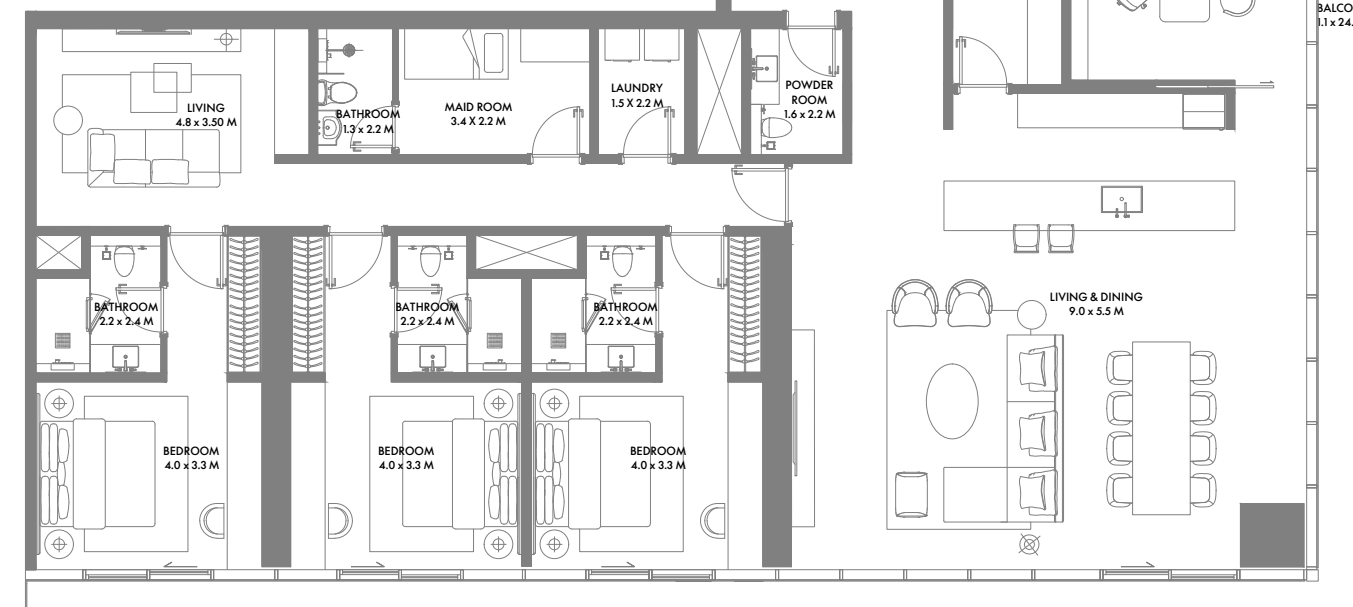 BALCO
1.1 x 24.
LIVING
4.8 x 3.50 M
BATHROOM
1.3 x 2.2 M
MAID ROOM
3.4 X 2.2 M
LAUNDRY
1.5 X 2.2 M
POWDER
ROOM
1.6 x 2.2 M
BATHROOM
2.2 x 2.4 M
BATHROOM
2.2 x 2.4 M
BATHROOM
2.2 x 2.4 M
LIVING & DINING
9.0 x 5.5 M
BEDROOM
4.0 x 3.3 M
BEDROOM
4.0 x 3.3 M
BEDROOM
4.0 x 3.3 M